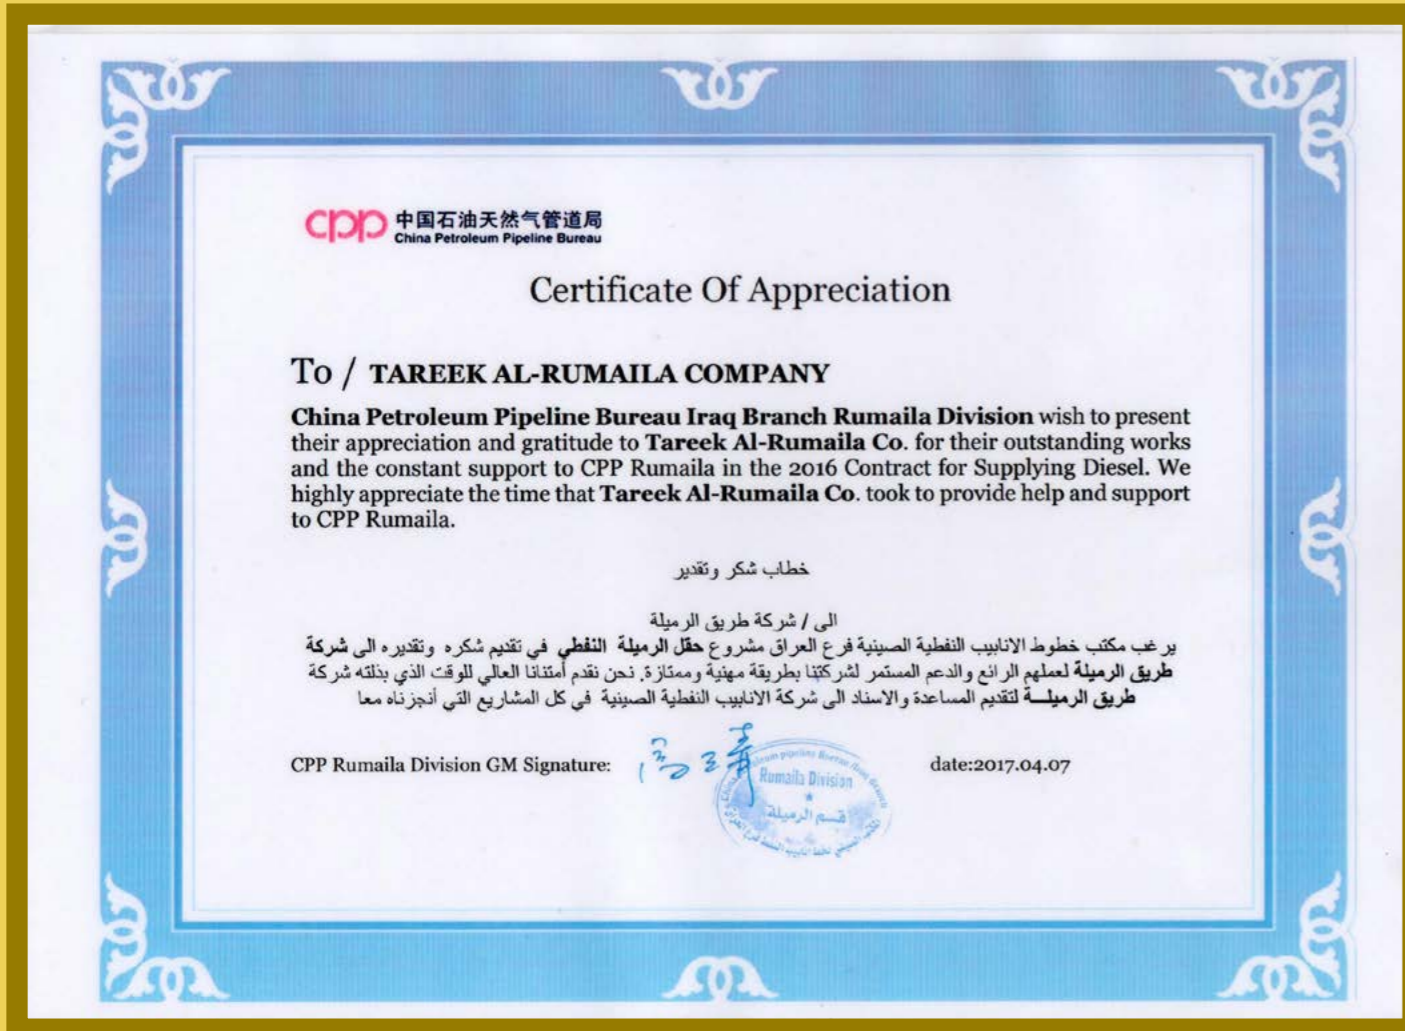 cpp 中国石油天然气管道局
China Petroleum Pipeline Bureau
Certificate Of Appreciation
To / TAREEK AL-RUMAILA COMPANY
China Petroleum Pipeline Bureau Iraq Branch Rumaila Division wish to present
their appreciation and gratitude to Tareek Al-Rumaila Co. for their outstanding works
and the constant support to CPP Rumaila in the 2016 Contract for Supplying Diesel. We
highly appreciate the time that Tareek Al-Rumaila Co. took to provide help and support
to CPP Rumaila.
خطاب شكر وتقدير
الى / شركة طريق الرميلة
يرغب مكتب خطوط الانابيب النفطية الصينية فرع العراق مشروع حقل الرميلة النفطي في تقديم شكره وتقديره الى شركة
طريق الرميلة لعملهم الرائع والدعم المستمر لشركتنا بطريقة مهنية وممتازة. نحن نقدم أمتنانا العالي للوقت الذي بذلته شركة
طريق الرميلـــة لتقديم المساعدة والاسناد الى شركة الانابيب النفطية الصينية في كل المشاريع التي أنجزناه معا
CPP Rumaila Division GM Signature:
date:2017.04.07
Rumaila Division
قسم الرميلة